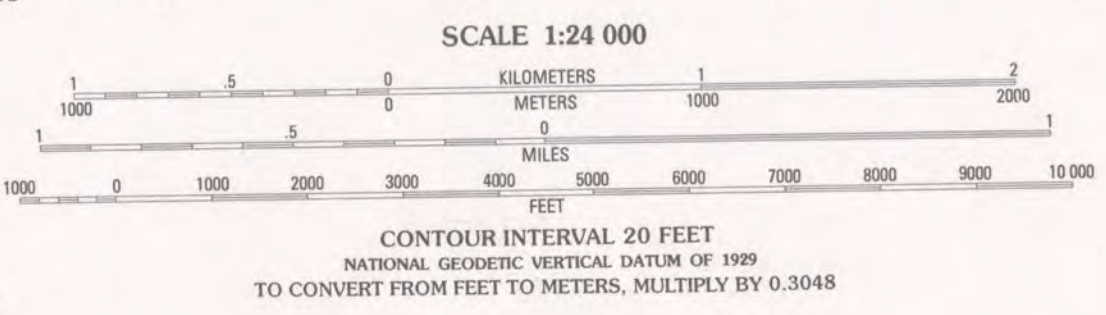 SCALE 1:24 000
1 .5 0 KILOMETERS 1 2
1000 0 METERS 1000 2000
1 .5 0 1
MILES
1000 0 1000 2000 3000 4000 5000 6000 7000 8000 9000 10 000
FEET
CONTOUR INTERVAL 20 FEET
NATIONAL GEODETIC VERTICAL DATUM OF 1929
TO CONVERT FROM FEET TO METERS, MULTIPLY BY 0.3048